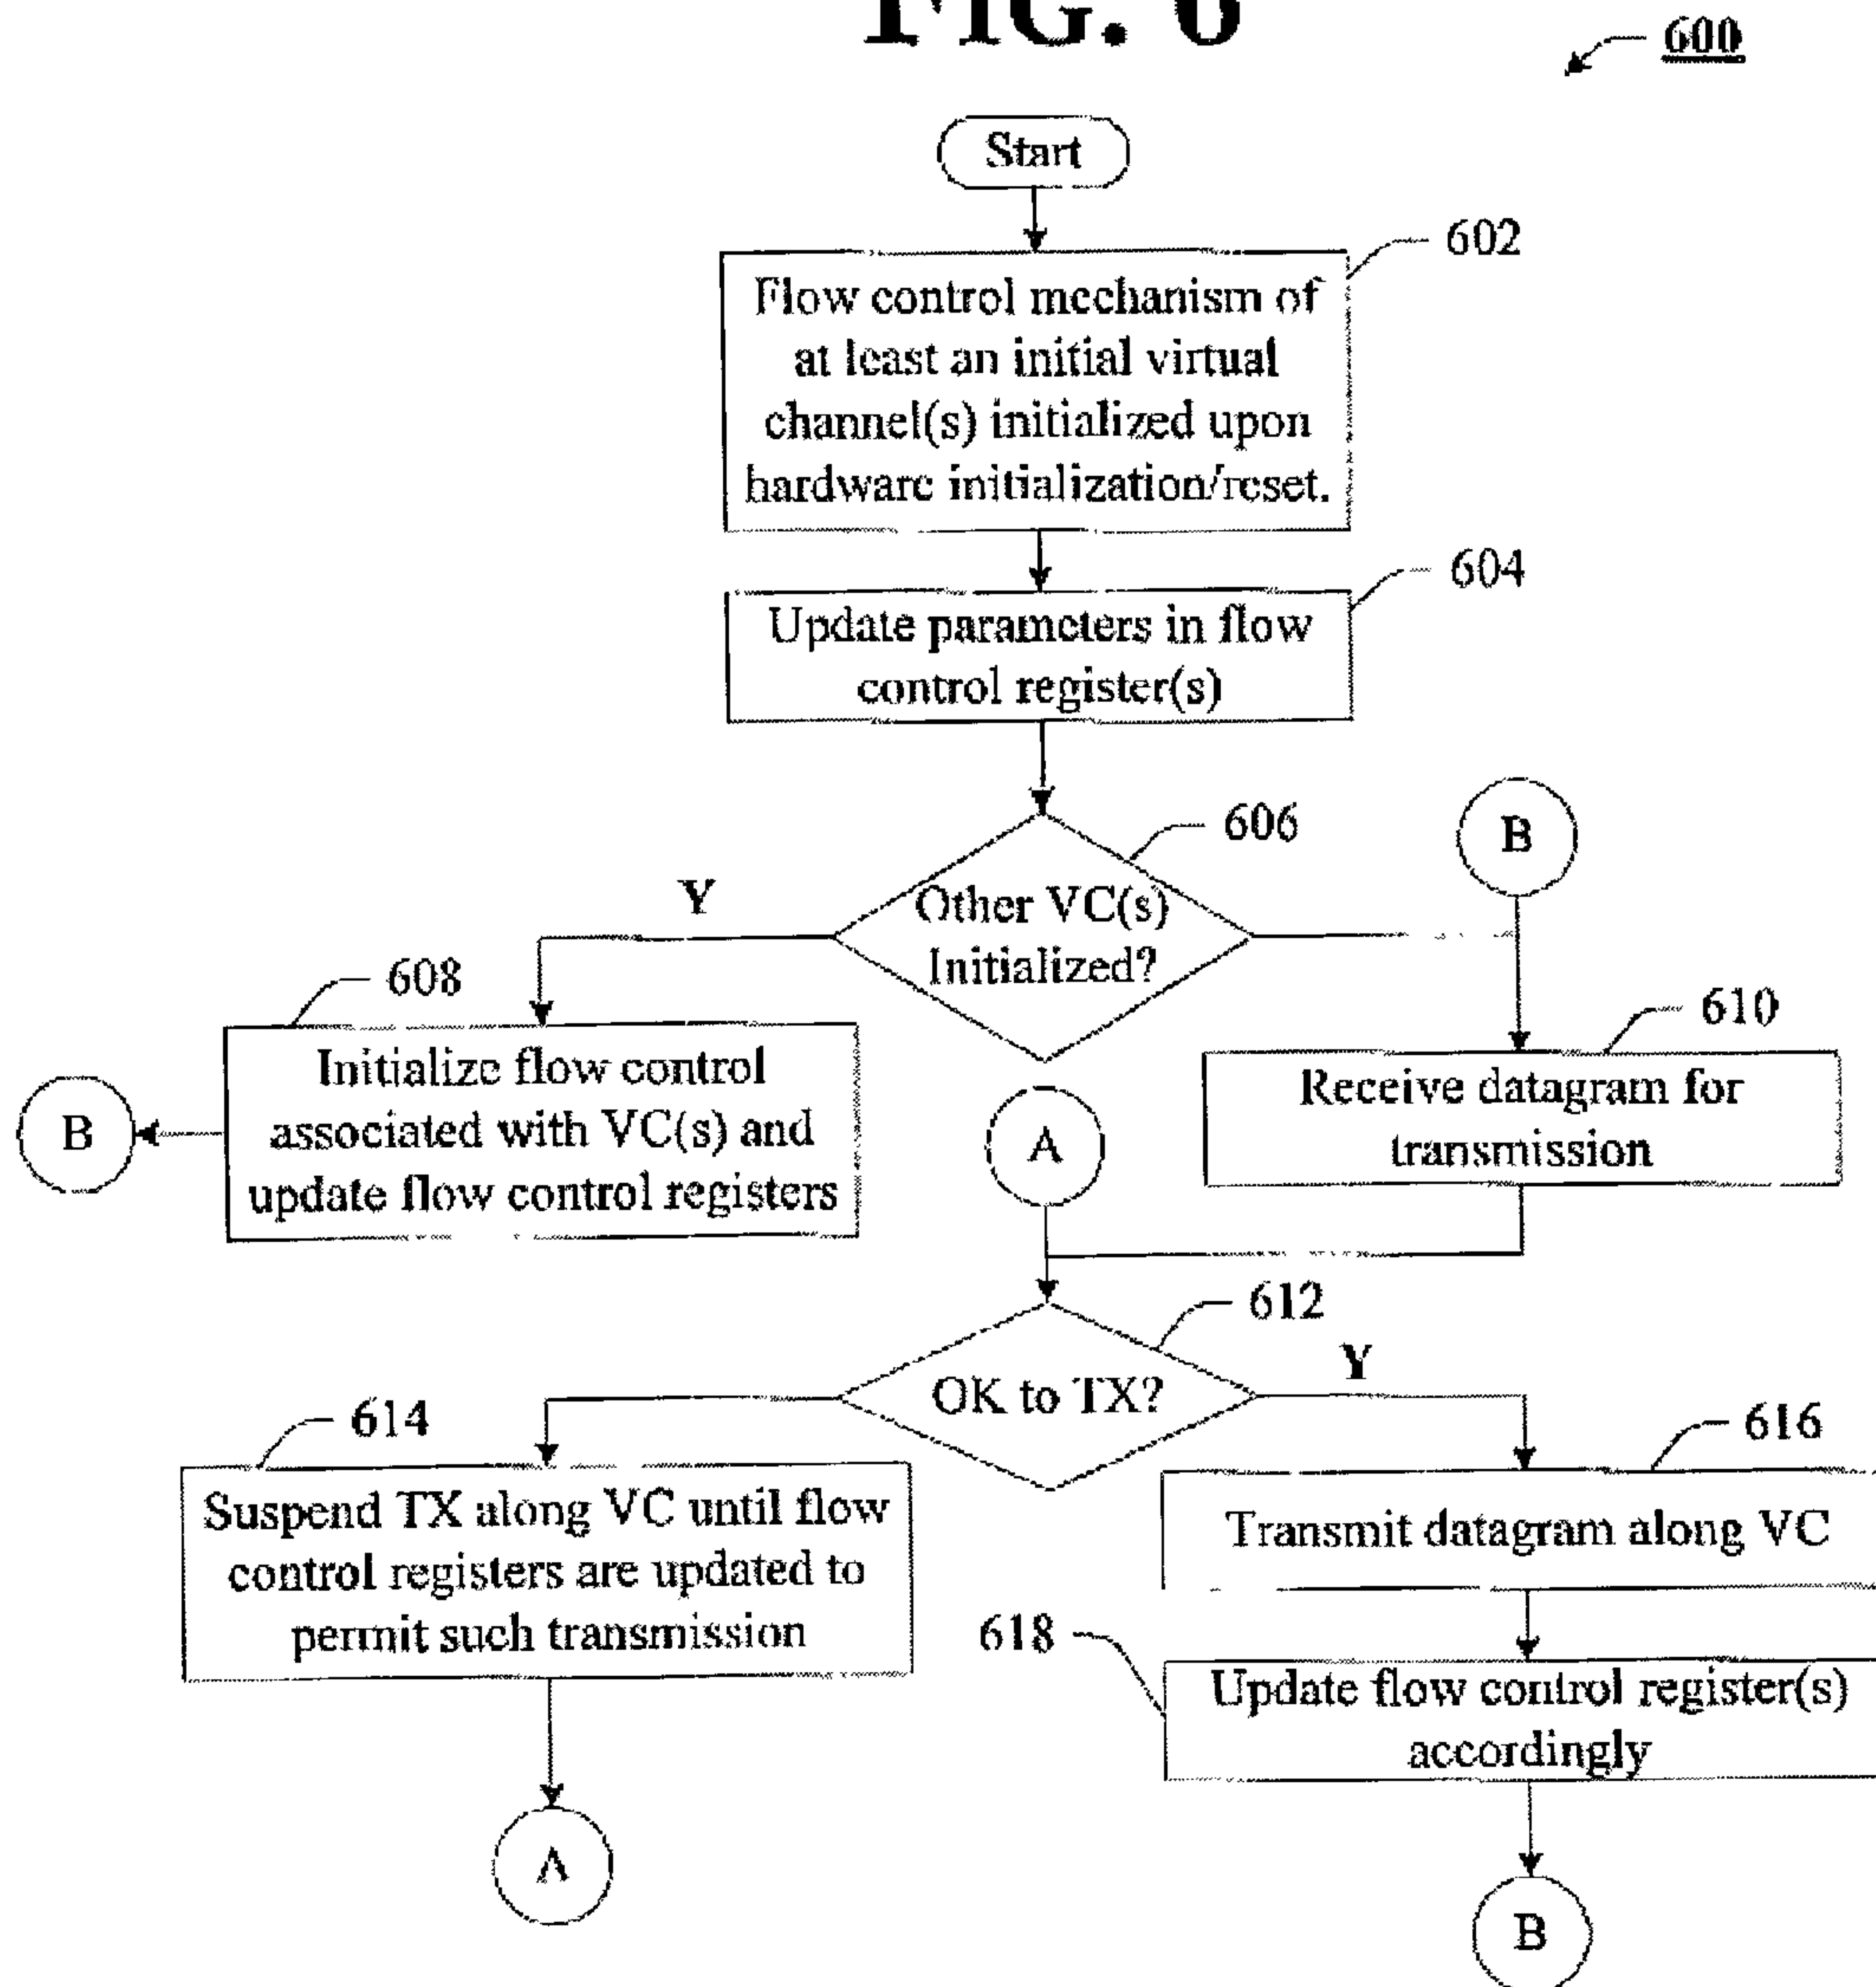 FIG. 6
600
Start
602
Flow control mechanism of
at least an initial virtual
channel(s) initialized upon
hardware initialization/reset.
604
Update parameters in flow
control register(s)
606
B
Y
Other VC(s)
Initialized?
608
610
Initialize flow control
associated with VC(s) and
update flow control registers
B
A
Receive datagram for
transmission
612
OK to TX?
Y
614
616
Suspend TX along VC until flow
control registers are updated to
permit such transmission
Transmit datagram along VC
618
Update flow control register(s)
accordingly
A
B